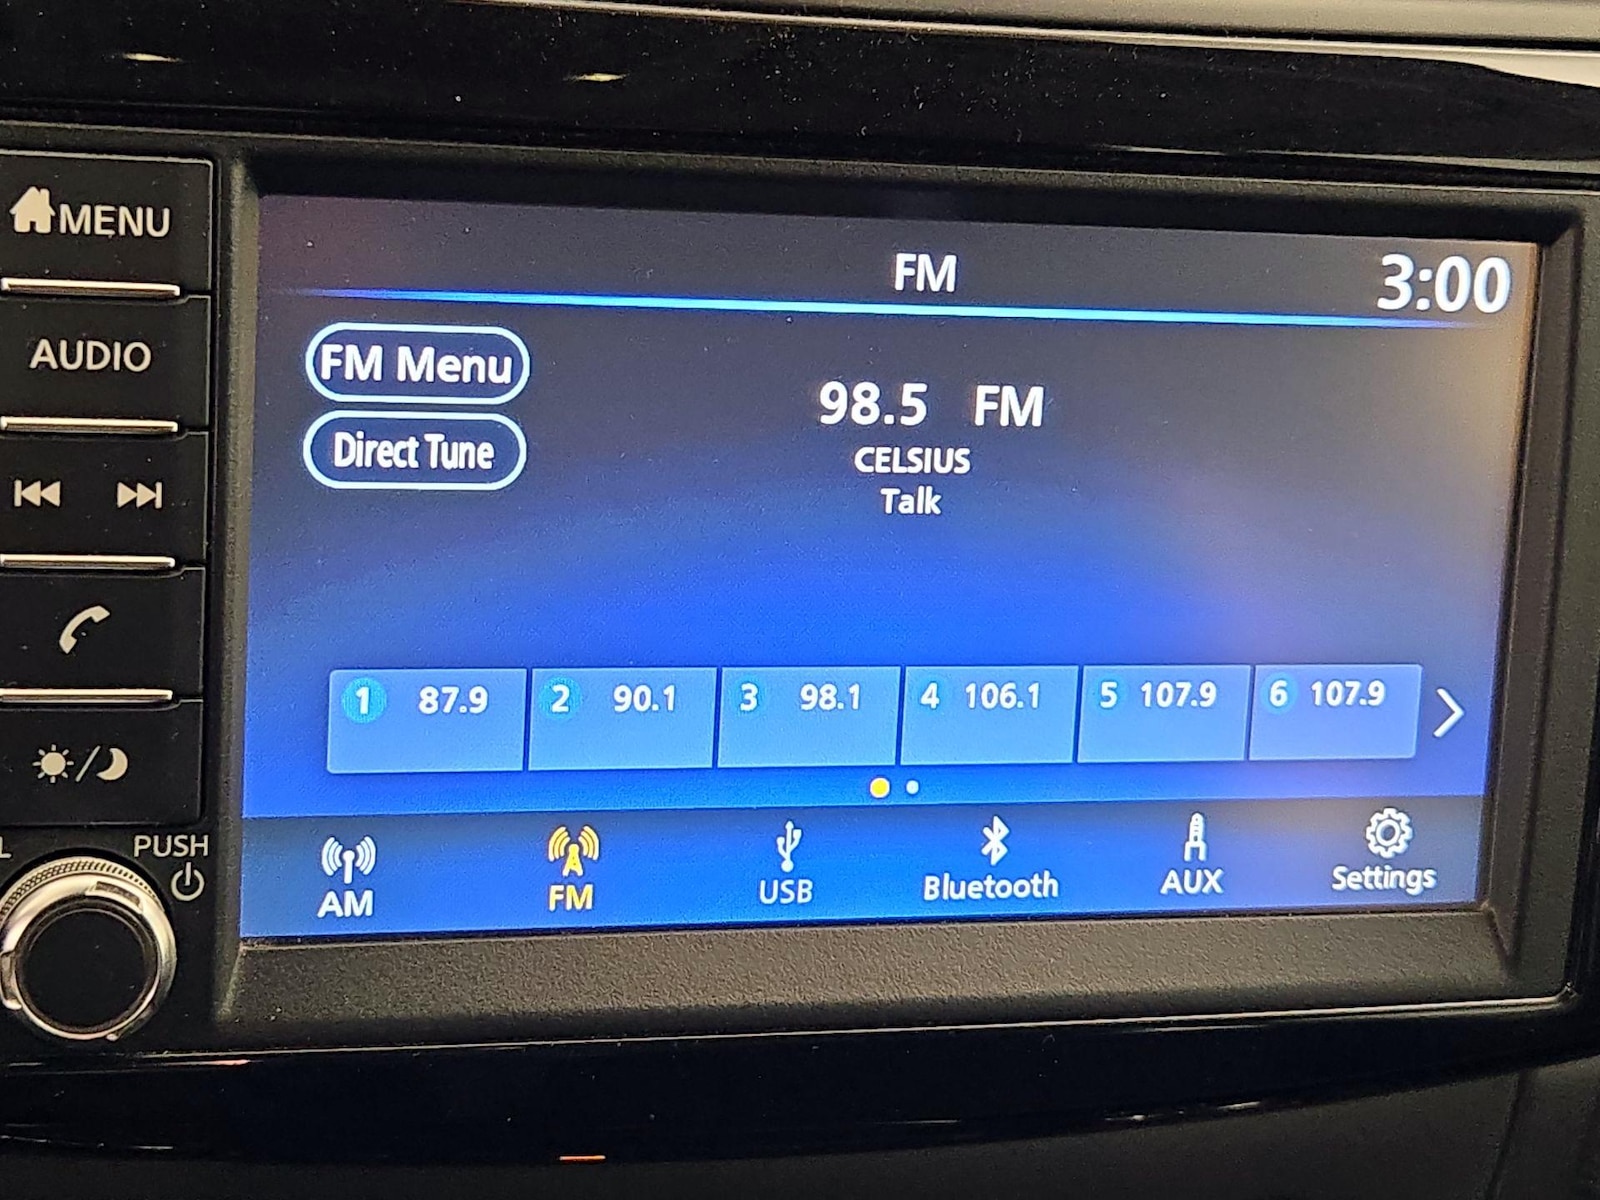 MENU
AUDIO
L PUSH
FM 3:00
FM Menu
Direct Tune
98.5 FM
CELSIUS
Talk
1 87.9 2 90.1 3 98.1 4 106.1 5 107.9 6 107.9
AM FM USB Bluetooth AUX Settings